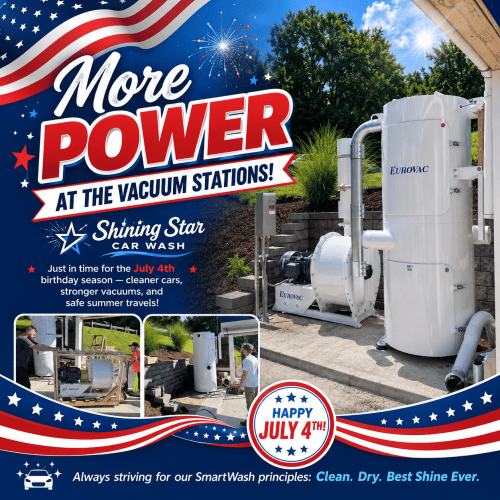 More
POWER
AT THE VACUUM STATIONS!
Shining Star
CAR WASH
Just in time for the July 4th
birthday season — cleaner cars,
stronger vacuums, and
safe summer travels!
EUROVAC
EUROVAC
HAPPY
JULY 4TH!
Always striving for our SmartWash principles: Clean. Dry. Best Shine Ever.